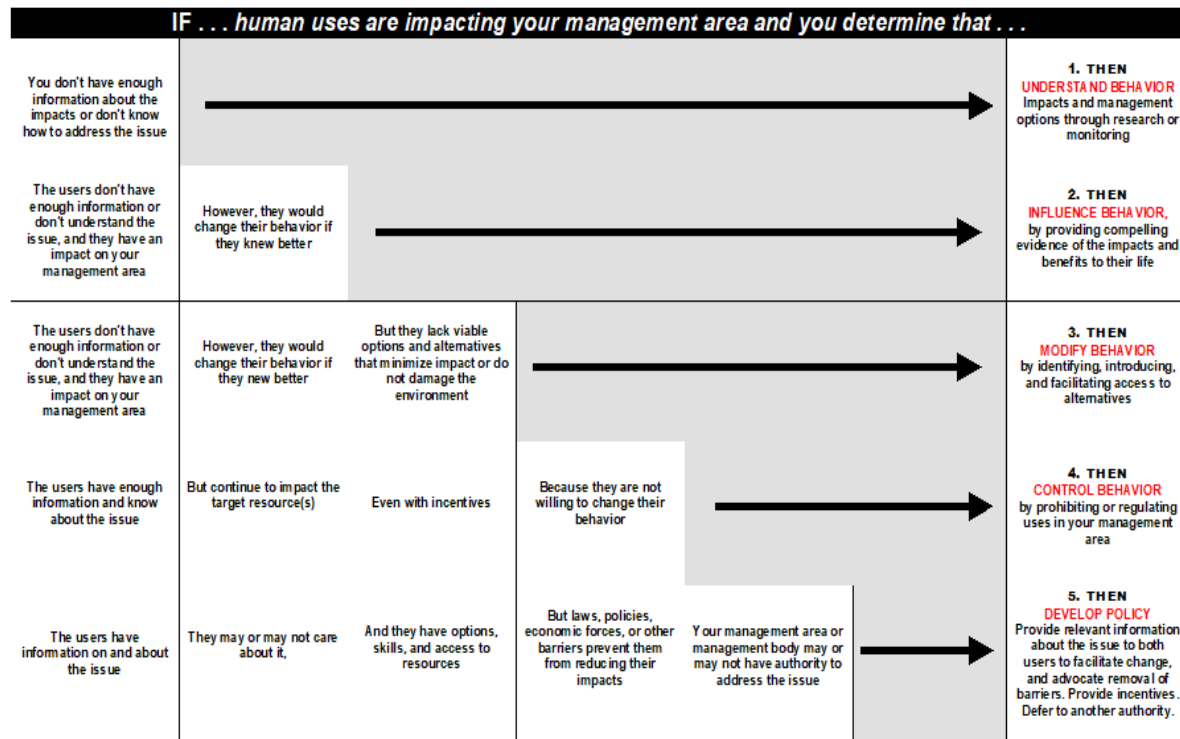 IF . . . human uses are impacting your management area and you determine that . . .
You don't have enough
information about the
impacts or don't know
how to address the issue
1. THEN
UNDERSTAND BEHAVIOR
Impacts and management
options through research or
monitoring
The users don't have
enough information or
don't understand the
issue, and they have an
impact on your
management area
However, they would
change their behavior if
they knew better
2. THEN
INFLUENCE BEHAVIOR,
by providing compelling
evidence of the impacts and
benefits to their life
The users don't have
enough information or
don't understand the
issue, and they have an
impact on your
management area
However, they would
change their behavior if
they new better
But they lack viable
options and alternatives
that minimize impact or do
not damage the
environment
3. THEN
MODIFY BEHAVIOR
by identifying, introducing,
and facilitating access to
alternatives
The users have enough
information and know
about the issue
But continue to impact the
target resource(s)
Even with incentives
Because they are not
willing to change their
behavior
4. THEN
CONTROL BEHAVIOR
by prohibiting or regulating
uses in your management
area
The users have
information on and about
the issue
They may or may not care
about it,
And they have options,
skills, and access to
resources
But laws, policies,
economic forces, or other
barriers prevent them
from reducing their
impacts
Your management area or
management body may or
may not have authority to
address the issue
5. THEN
DEVELOP POLICY
Provide relevant information
about the issue to both
users to facilitate change,
and advocate removal of
barriers. Provide incentives.
Defer to another authority.